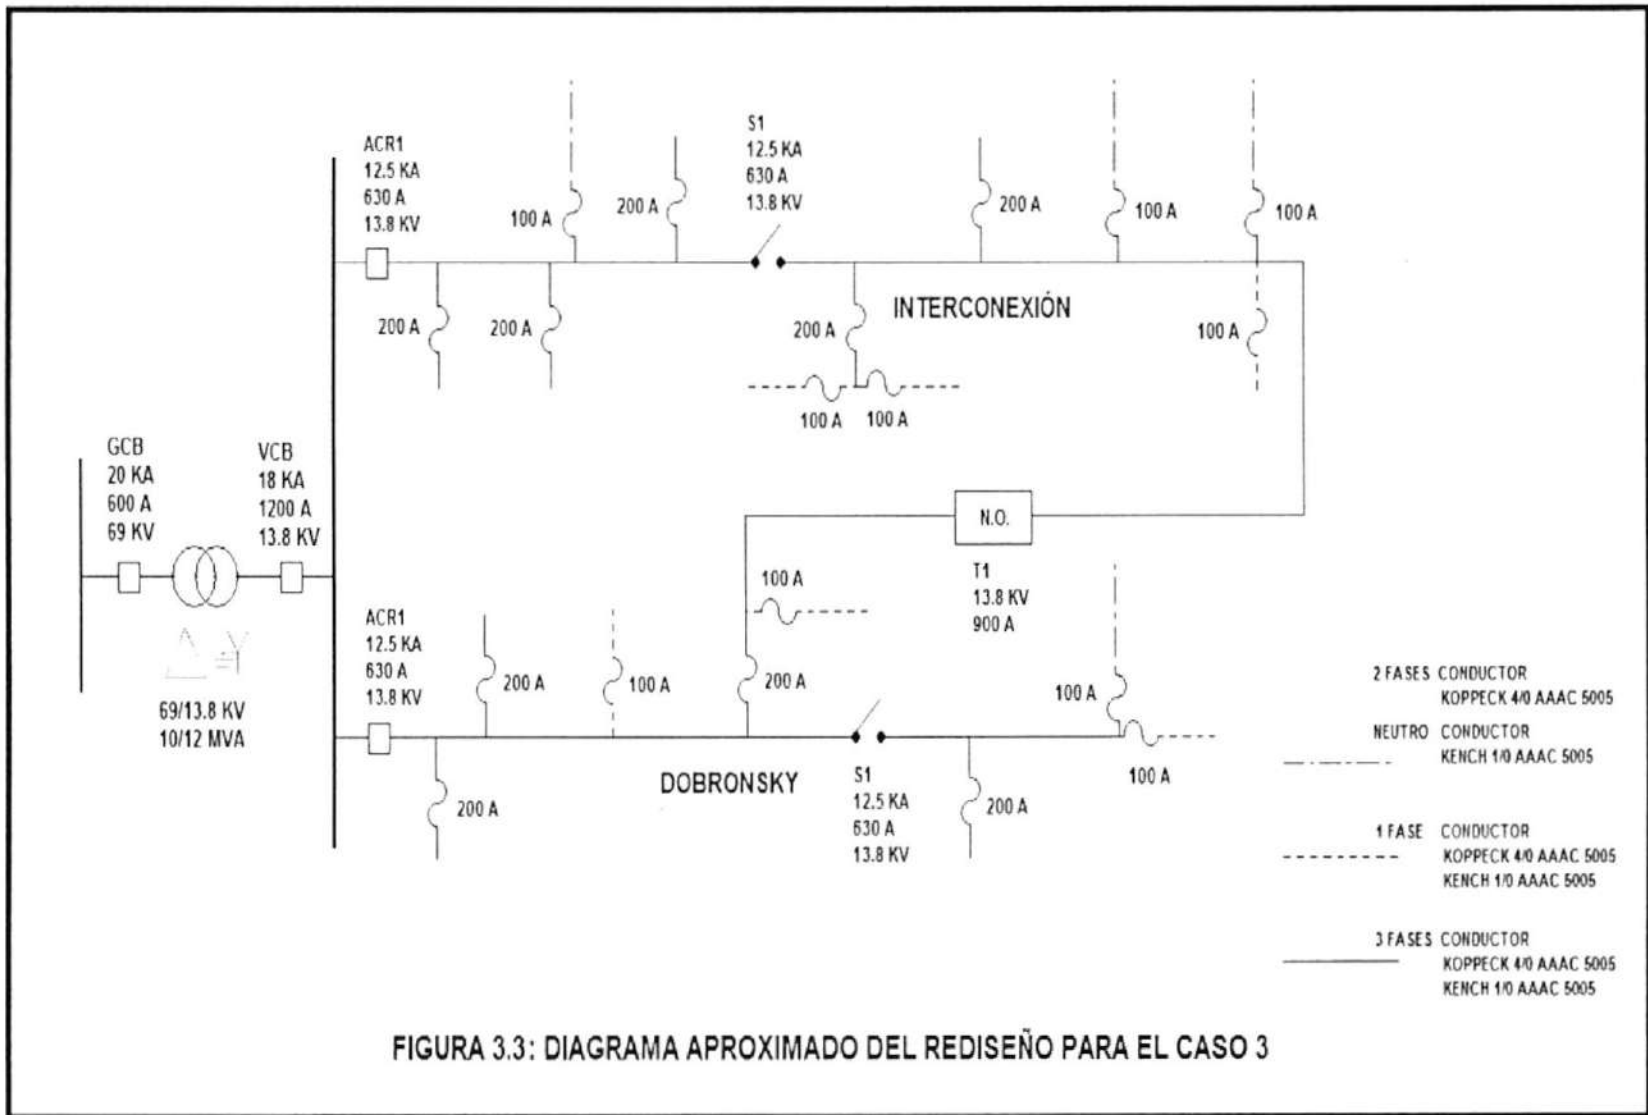 ACR1
12.5 KA
630 A
13.8 KV
100 A
200 A
S1
12.5 KA
630 A
13.8 KV
200 A
100 A
100 A
200 A
200 A
200 A
INTERCONEXIÓN
100 A
100 A
100 A
GCB
20 KA
600 A
69 KV
VCB
18 KA
1200 A
13.8 KV
69/13.8 KV
10/12 MVA
N.O.
T1
13.8 KV
900 A
100 A
ACR1
12.5 KA
630 A
13.8 KV
200 A
100 A
200 A
100 A
100 A
200 A
DOBRONSKY
S1
12.5 KA
630 A
13.8 KV
200 A
2 FASES CONDUCTOR
KOPPECK 4/0 AAAC 5005
NEUTRO CONDUCTOR
KENCH 1/0 AAAC 5005
1 FASE CONDUCTOR
KOPPECK 4/0 AAAC 5005
KENCH 1/0 AAAC 5005
3 FASES CONDUCTOR
KOPPECK 4/0 AAAC 5005
KENCH 1/0 AAAC 5005
FIGURA 3.3: DIAGRAMA APROXIMADO DEL REDISEÑO PARA EL CASO 3